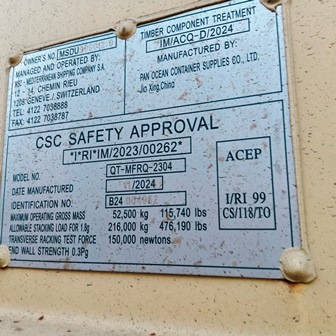 OWNER'S NO. MSDU
MANAGED AND OPERATED BY:
MSC - MEDITERRANEAN SHIPPING COMPANY S.A.
12 - 14, CHEMIN RIEU
1208 GENEVE / SWITZERLAND
TEL: 4122 7038888
FAX: 4122 7038787
TIMBER COMPONENT TREATMENT
IM/ACQ-D/2024
MANUFACTURED BY:
PAN OCEAN CONTAINER SUPPLIES CO., LTD.
Jia Xing, China
CSC SAFETY APPROVAL
*I*RI*IM/2023/00262*
MODEL NO. QT-MFRQ-2304
DATE MANUFACTURED 11/2024
IDENTIFICATION NO. B24
MAXIMUM OPERATING GROSS MASS 52,500 kg 115,740 lbs
ALLOWABLE STACKING LOAD FOR 1.8g 216,000 kg 476,190 lbs
TRANSVERSE RACKING TEST FORCE 150,000 newtons
END WALL STRENGTH 0.3Pg
ACEP
I/RI 99
CS/118/TO